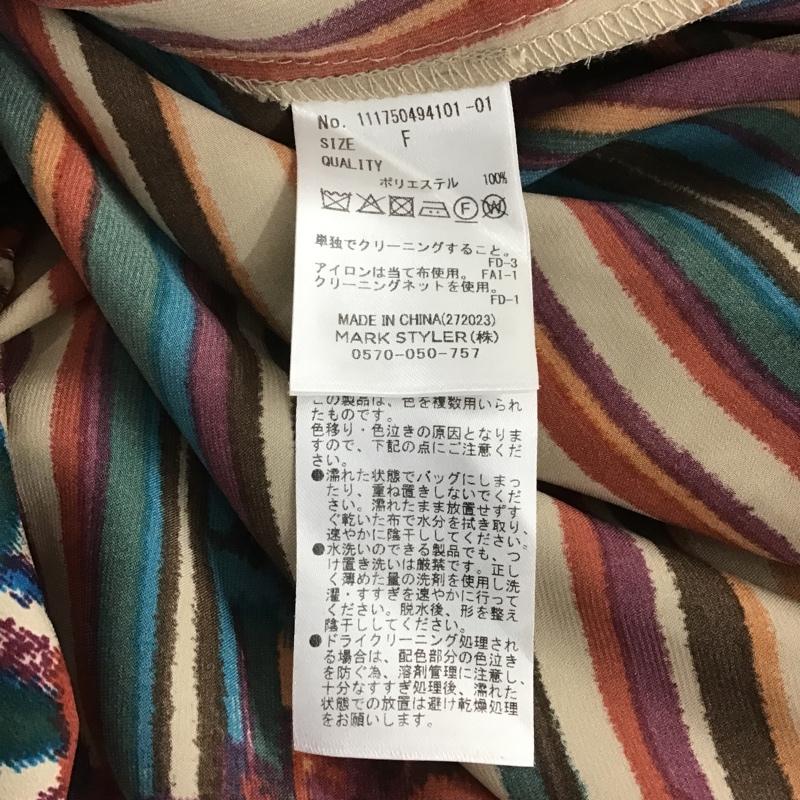 No. 111750494101-01
SIZE F
QUALITY
ポリエステル 100%
F W
単独でクリーニングすること。
FD-3
アイロンは当て布使用。 FAI-1
クリーニングネットを使用。
FD-1
MADE IN CHINA(272023)
MARK STYLER(株)
0570-050-757
この製品は、色を複数用いられ
たものです。
色移り・色泣きの原因となりま
すので、下記の点にご注意くだ
さい。
●濡れた状態でバッグにしまっ
たり、重ね置きしないでくだ
さい。濡れたまま放置せずす
ぐ乾いた布で水分を拭き取り、
速やかに陰干ししてください。
●水洗いのできる製品でも、つ
け置き洗いは厳禁です。正し
く薄めた量の洗剤を使用し洗
濯・すすぎを速やかに行って
ください。脱水後、形を整え
陰干ししてください。
●ドライクリーニング処理され
る場合は、配色部分の色泣き
を防ぐ為、溶剤管理に注意し、
十分なすすぎ処理後、濡れた
状態での放置は避け乾燥処理
をお願いします。